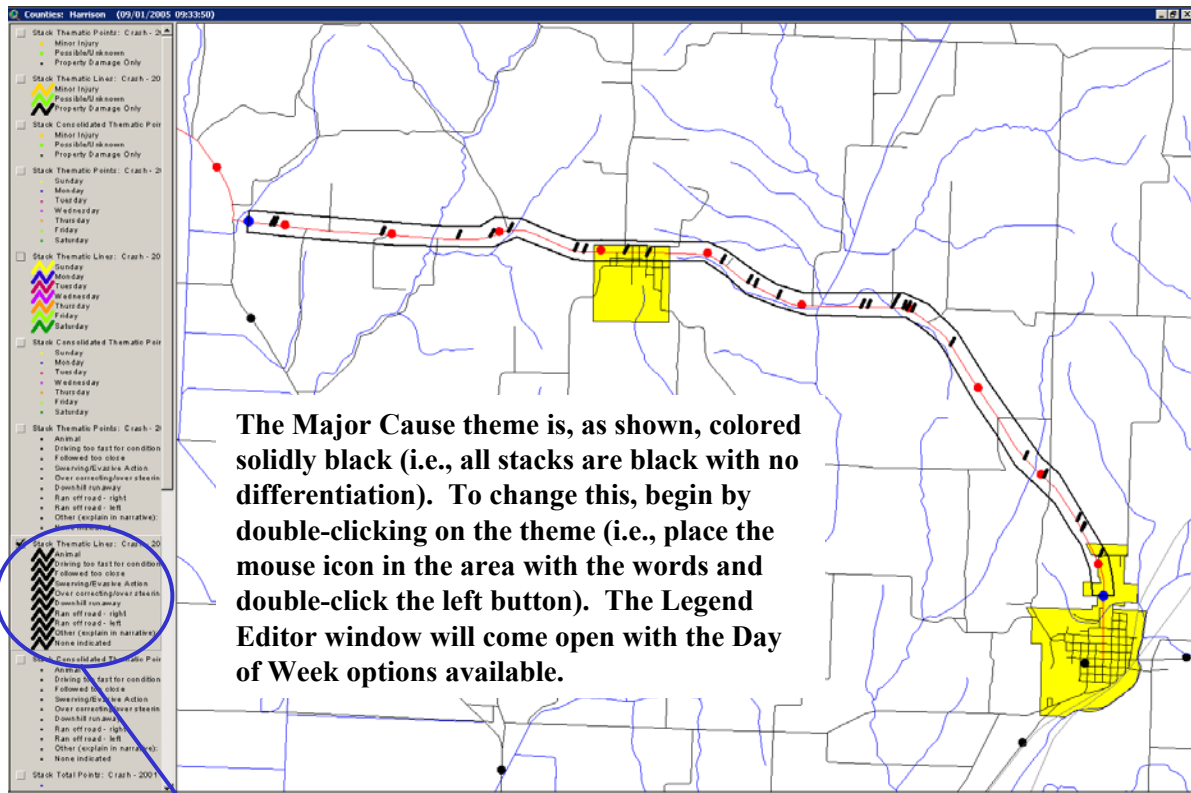 Counties: Harrison (09/01/2005 09:33:50)
Stack Thematic Points: Crash - 2
Minor Injury
Possible/Unknown
Property Damage Only
Stack Thematic Lines: Crash - 20
Minor Injury
Possible/Unknown
Property Damage Only
Stack Consolidated Thematic Poin
Minor Injury
Possible/Unknown
Property Damage Only
Stack Thematic Points: Crash - 2
Sunday
Monday
Tuesday
Wednesday
Thursday
Friday
Saturday
Stack Thematic Lines: Crash - 20
Sunday
Monday
Tuesday
Wednesday
Thursday
Friday
Saturday
Stack Consolidated Thematic Poin
Sunday
Monday
Tuesday
Wednesday
Thursday
Friday
Saturday
Stack Thematic Points: Crash - 2
Animal
Driving too fast for condition
Followed too close
Swerving/Evasive Action
Over correcting/over steerin
Downhill runaway
Ran off road - right
Ran off road - left
Other (explain in narrative):
None indicated
Stack Thematic Lines: Crash - 20
Animal
Driving too fast for condition
Followed too close
Swerving/Evasive Action
Over correcting/over steerin
Downhill runaway
Ran off road - right
Ran off road - left
Other (explain in narrative)
None indicated
Stack Consolidated Thematic Poin
Animal
Driving too fast for condition
Followed too close
Swerving/Evasive Action
Over correcting/over steerin
Downhill runaway
Ran off road - right
Ran off road - left
Other (explain in narrative):
None indicated
Stack Total Points: Crash - 2001
The Major Cause theme is, as shown, colored
solidly black (i.e., all stacks are black with no
differentiation). To change this, begin by
double-clicking on the theme (i.e., place the
mouse icon in the area with the words and
double-click the left button). The Legend
Editor window will come open with the Day
of Week options available.